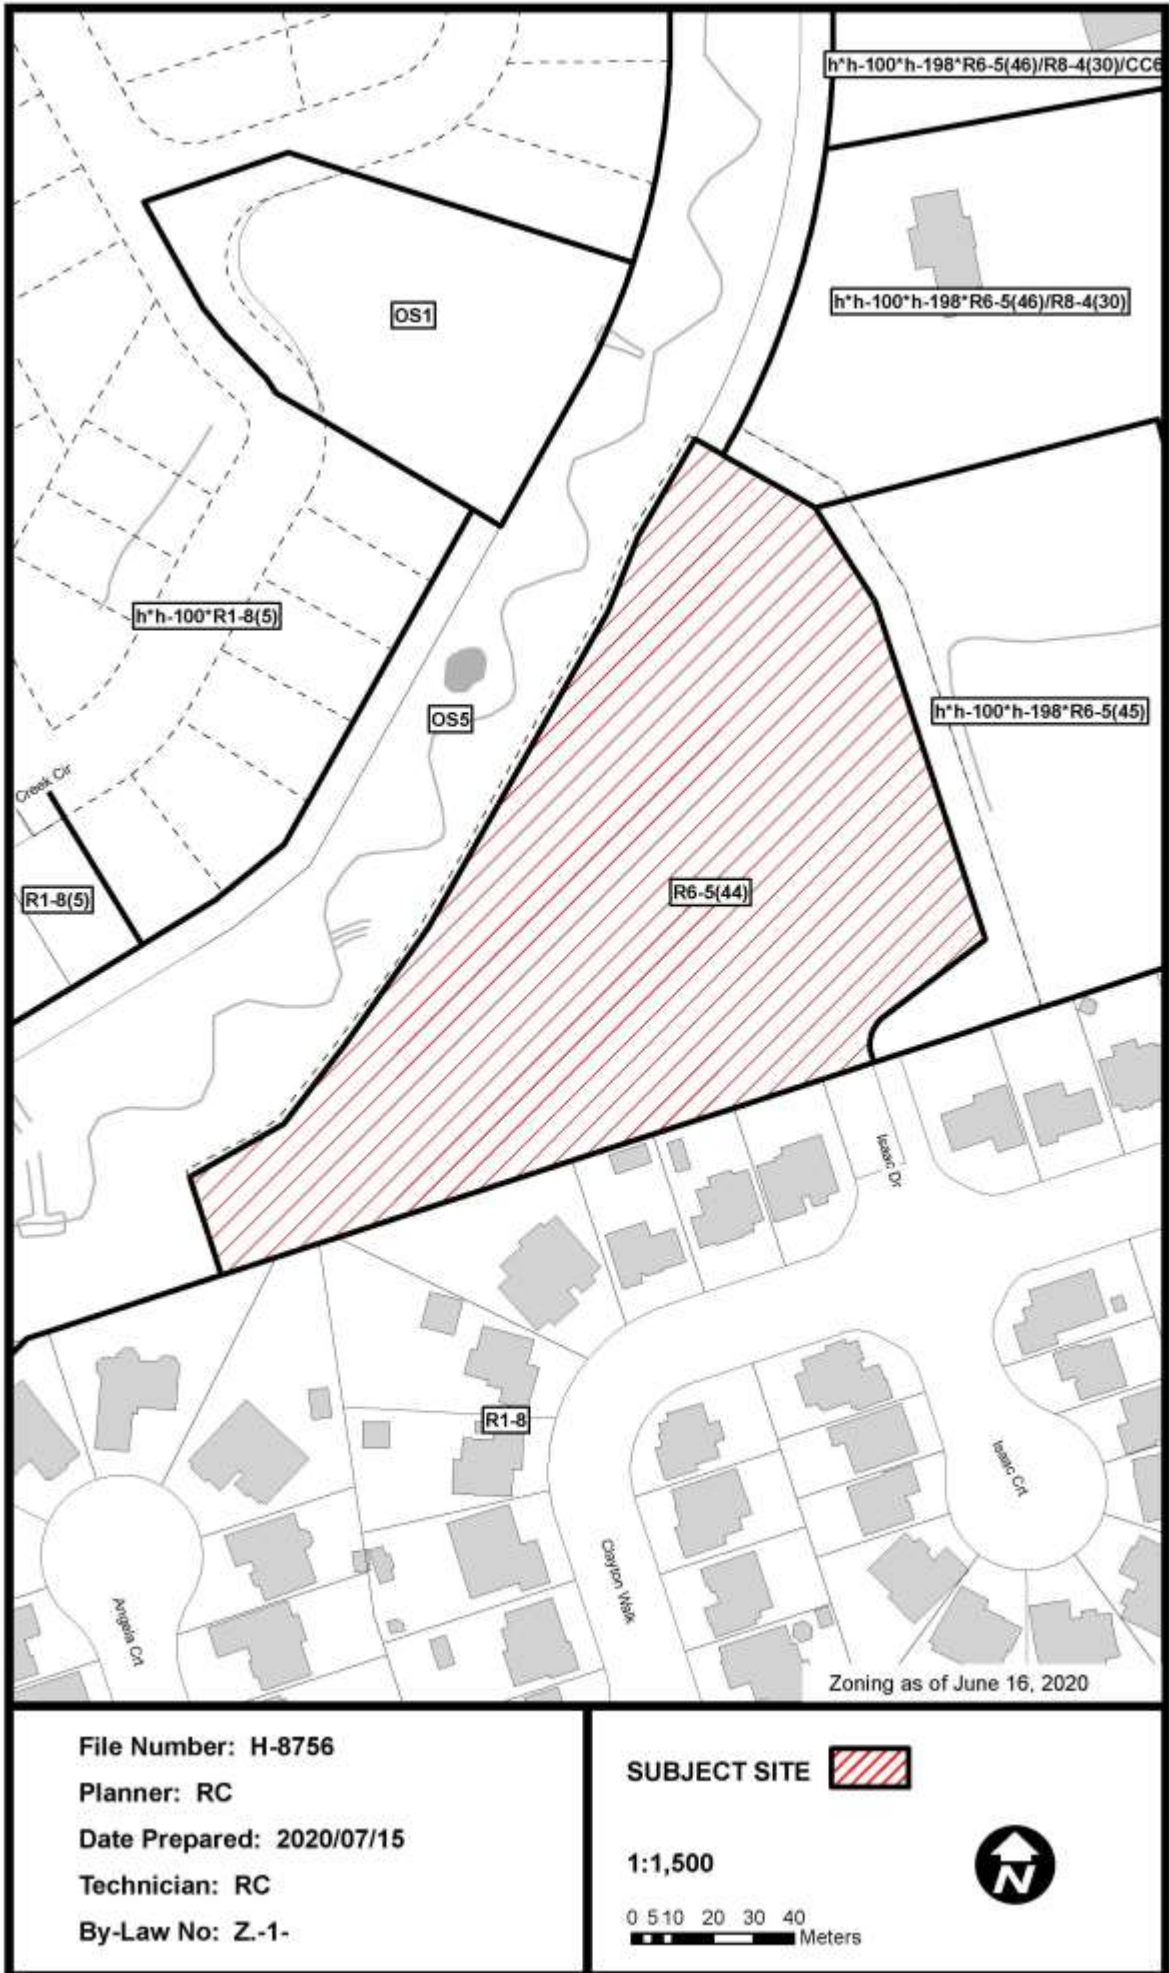 h*h-100*h-198*R6-5(46)/R8-4(30)/CC6
h*h-100*h-198*R6-5(46)/R8-4(30)
OS1
h*h-100*R1-8(5)
OS5
h*h-100*h-198*R6-5(45)
Creek Cir
R1-8(5)
R6-5(44)
Isaac Dr
R1-8
Isaac Crt
Clayton Walk
Angela Crt
Zoning as of June 16, 2020
File Number: H-8756
Planner: RC
Date Prepared: 2020/07/15
Technician: RC
By-Law No: Z.-1-
SUBJECT SITE
1:1,500
N
0 5 10 20 30 40
Meters